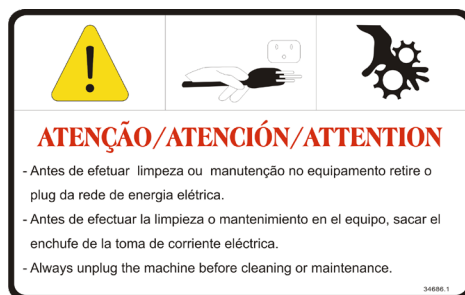 ATENÇÃO/ATENCIÓN/ATTENTION
- Antes de efetuar limpeza ou manutenção no equipamento retire o
plug da rede de energia elétrica.
- Antes de efectuar la limpieza o mantenimiento en el equipo, sacar el
enchufe de la toma de corriente eléctrica.
- Always unplug the machine before cleaning or maintenance.
34686.1